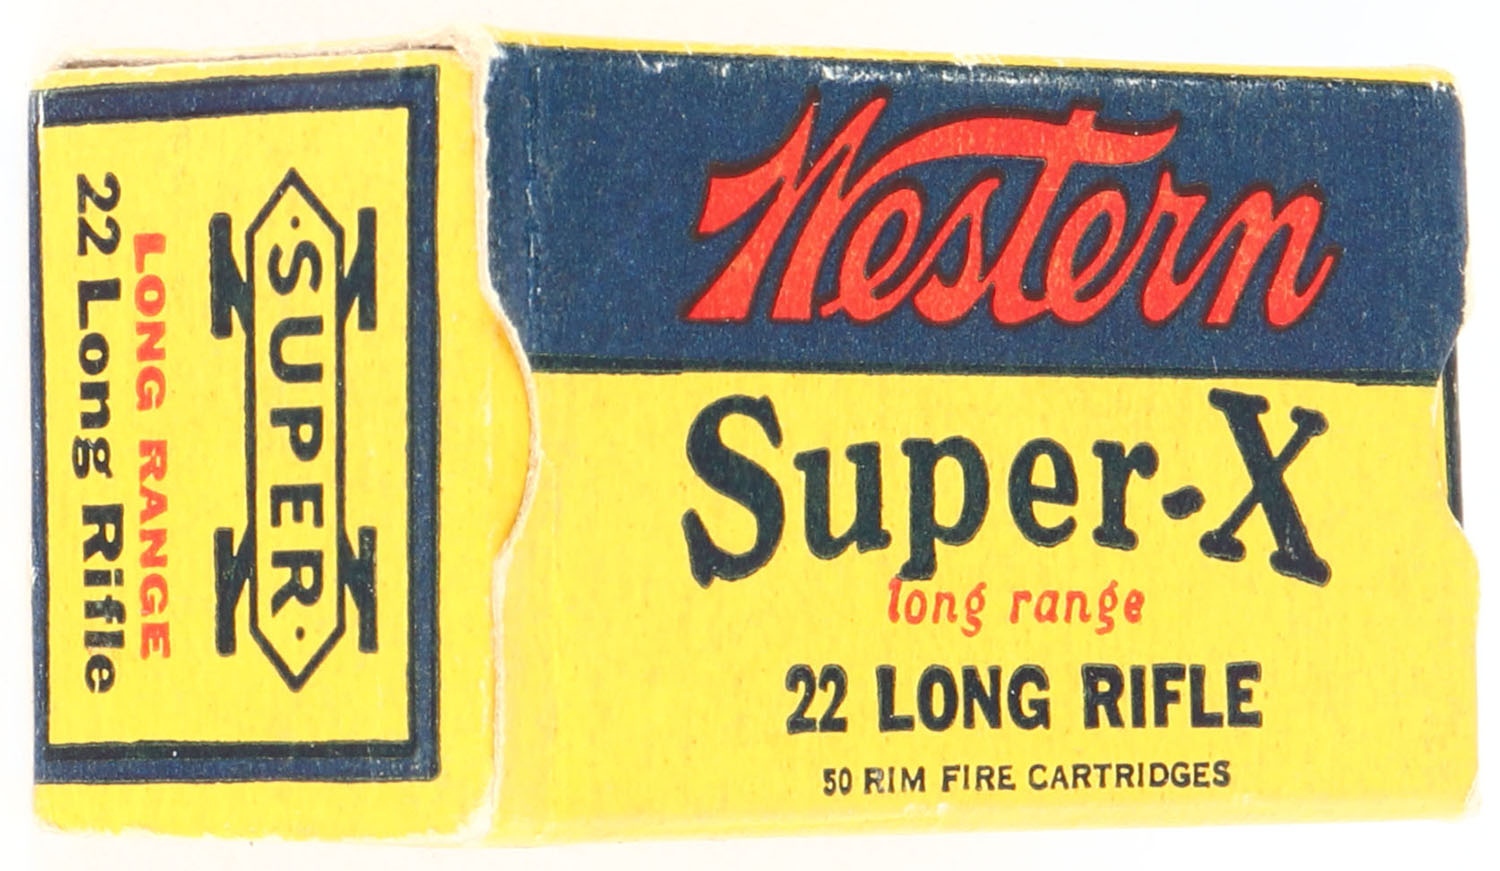 Western
Super-X
long range
22 LONG RIFLE
50 RIM FIRE CARTRIDGES
·SUPER·
X
X
LONG RANGE
22 Long Rifle